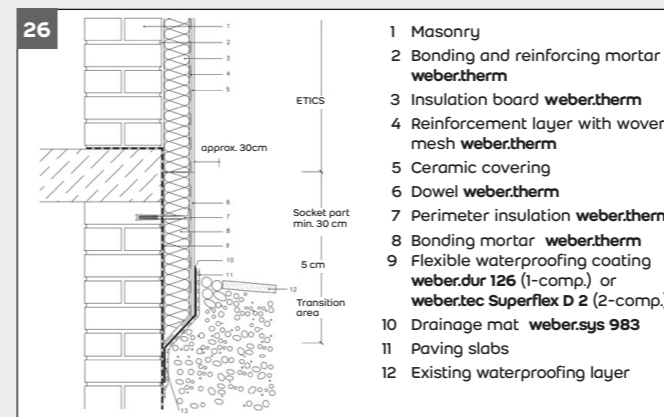 26
1
2
3
4
5
ETICS
approx. 30cm
6
7
8
9
10
11
12
13
Socket part
min. 30 cm
5 cm
Transition
area
1 Masonry
2 Bonding and reinforcing mortar
weber.therm
3 Insulation board weber.therm
4 Reinforcement layer with woven
mesh weber.therm
5 Ceramic covering
6 Dowel weber.therm
7 Perimeter insulation weber.therm
8 Bonding mortar weber.therm
9 Flexible waterproofing coating
weber.dur 126 (1-comp.) or
weber.tec Superflex D 2 (2-comp.)
10 Drainage mat weber.sys 983
11 Paving slabs
12 Existing waterproofing layer